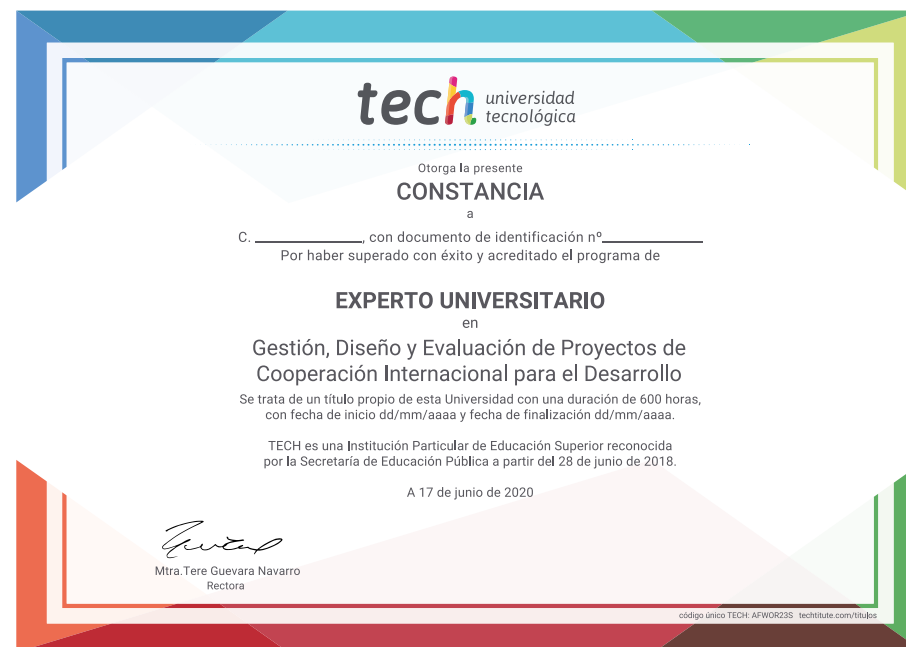 tech universidad
tecnológica
Otorga la presente
CONSTANCIA
a
C. ____________, con documento de identificación nº____________
Por haber superado con éxito y acreditado el programa de
EXPERTO UNIVERSITARIO
en
Gestión, Diseño y Evaluación de Proyectos de
Cooperación Internacional para el Desarrollo
Se trata de un título propio de esta Universidad con una duración de 600 horas,
con fecha de inicio dd/mm/aaaa y fecha de finalización dd/mm/aaaa.
TECH es una Institución Particular de Educación Superior reconocida
por la Secretaría de Educación Pública a partir del 28 de junio de 2018.
A 17 de junio de 2020
Mtra.Tere Guevara Navarro
Rectora
código único TECH: AFWOR23S techtitute.com/titulos